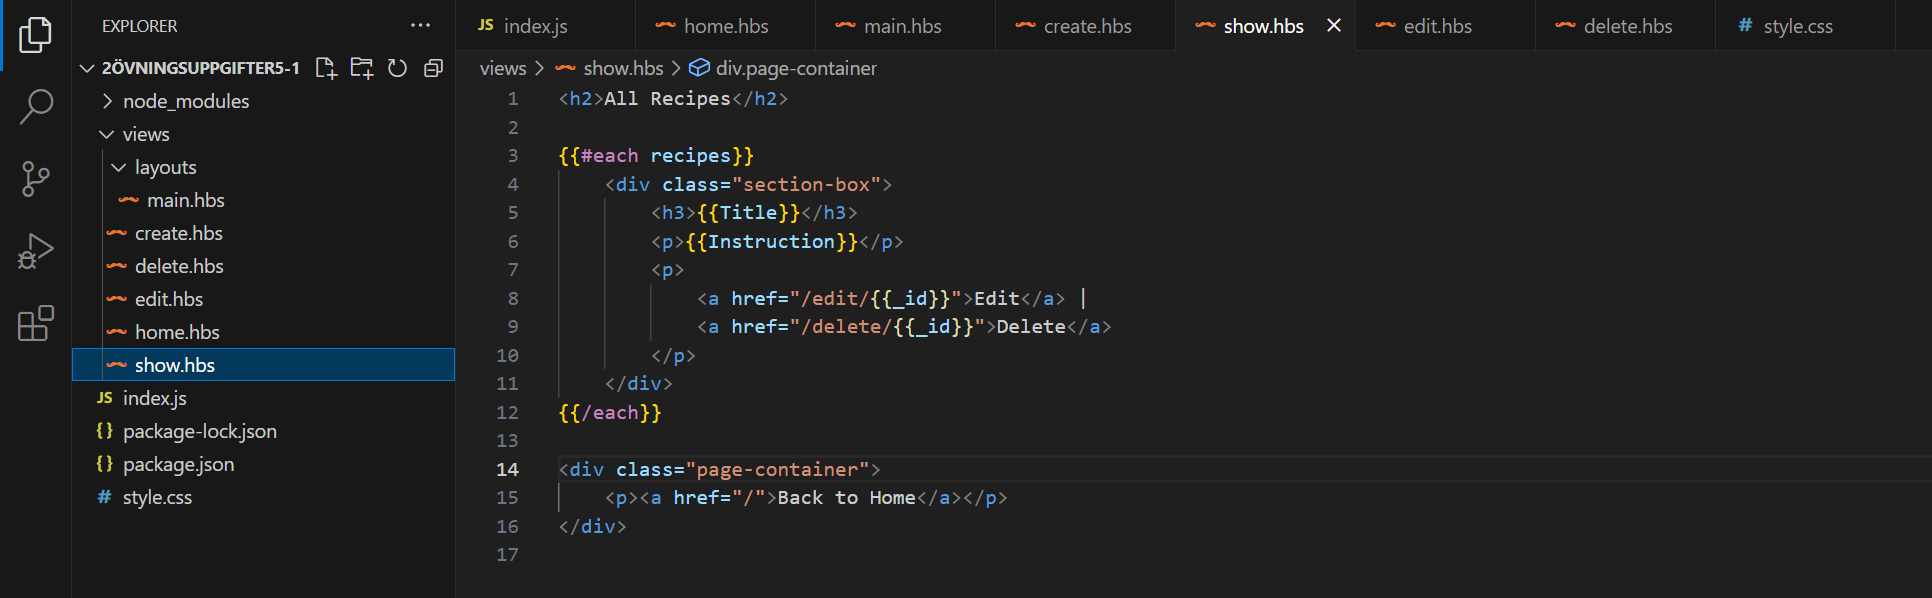 EXPLORER ···
2ÖVNINGSUPPGIFTER5-1
node_modules
views
layouts
main.hbs
create.hbs
delete.hbs
edit.hbs
home.hbs
show.hbs
JS index.js
{} package-lock.json
{} package.json
# style.css
JS index.js home.hbs main.hbs create.hbs show.hbs edit.hbs delete.hbs # style.css
views > show.hbs > div.page-container
1 <h2>All Recipes</h2>
2
3 {{#each recipes}}
4     <div class="section-box">
5         <h3>{{Title}}</h3>
6         <p>{{Instruction}}</p>
7         <p>
8             <a href="/edit/{{_id}}">Edit</a> |
9             <a href="/delete/{{_id}}">Delete</a>
10         </p>
11     </div>
12 {{/each}}
13
14 <div class="page-container">
15     <p><a href="/">Back to Home</a></p>
16 </div>
17